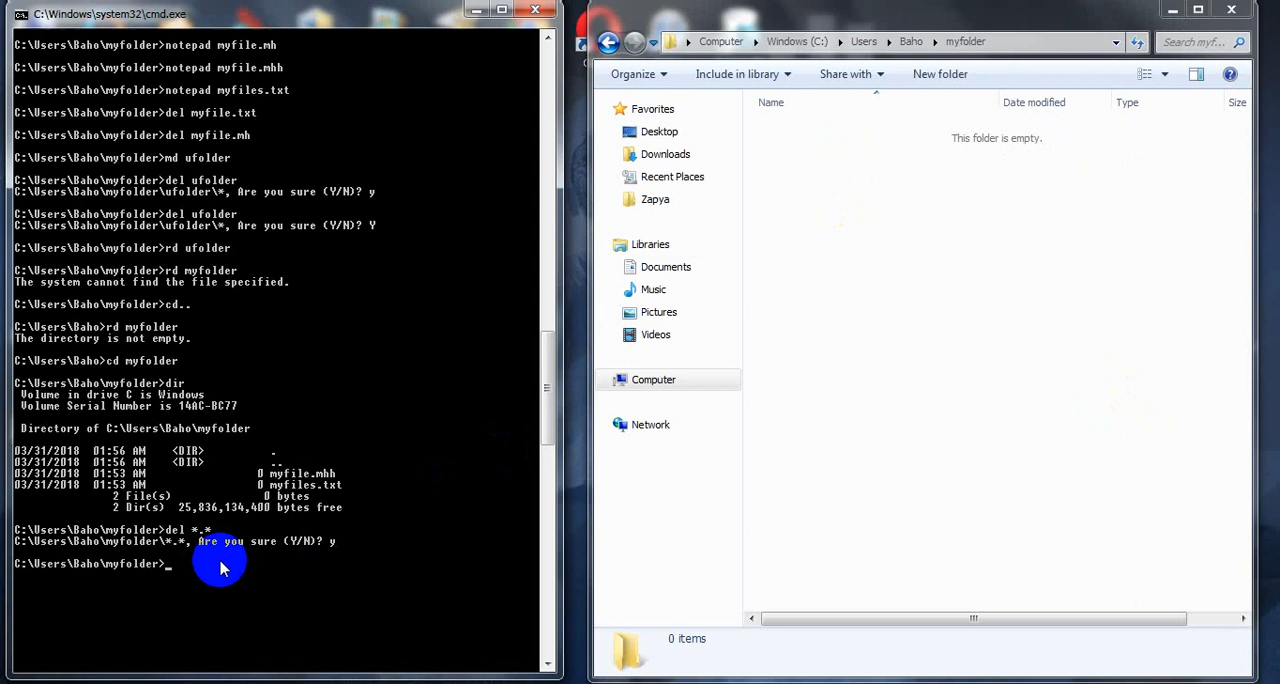 C:\Windows\system32\cmd.exe
C:\Users\Baho\myfolder>notepad myfile.mh
C:\Users\Baho\myfolder>notepad myfile.mhh
C:\Users\Baho\myfolder>notepad myfiles.txt
C:\Users\Baho\myfolder>del myfile.txt
C:\Users\Baho\myfolder>del myfile.mh
C:\Users\Baho\myfolder>md ufolder
C:\Users\Baho\myfolder>del ufolder
C:\Users\Baho\myfolder\ufolder\*, Are you sure (Y/N)? y
C:\Users\Baho\myfolder>del ufolder
C:\Users\Baho\myfolder\ufolder\*, Are you sure (Y/N)? Y
C:\Users\Baho\myfolder>rd ufolder
C:\Users\Baho\myfolder>rd myfolder
The system cannot find the file specified.
C:\Users\Baho\myfolder>cd..
C:\Users\Baho>rd myfolder
The directory is not empty.
C:\Users\Baho>cd myfolder
C:\Users\Baho\myfolder>dir
Volume in drive C is Windows
Volume Serial Number is 14AC-BC77
Directory of C:\Users\Baho\myfolder
03/31/2018 01:56 AM <DIR> .
03/31/2018 01:56 AM <DIR> ..
03/31/2018 01:53 AM 0 myfile.mhh
03/31/2018 01:53 AM 0 myfiles.txt
2 File(s) 0 bytes
2 Dir(s) 25,836,134,400 bytes free
C:\Users\Baho\myfolder>del *.*
C:\Users\Baho\myfolder\*.*, Are you sure (Y/N)? y
C:\Users\Baho\myfolder>_
Computer Windows (C:) Users Baho myfolder
Search myf...
Organize Include in library Share with New folder
Favorites
Desktop
Downloads
Recent Places
Zapya
Libraries
Documents
Music
Pictures
Videos
Computer
Network
Name Date modified Type Size
This folder is empty.
0 items